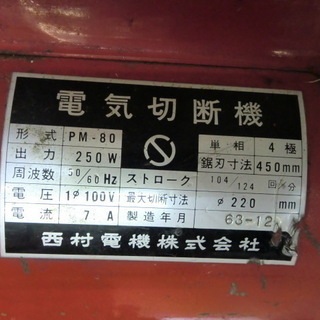 電気切断機
形式 PM-80 単相 4極
出力 250W 鋸刃寸法 450mm
周波数 50/60Hz ストローク 104/124 回/分
電圧 1φ100V 最大切断寸法 φ220 mm
電流 7.A 製造年月 63-12
西村電機株式会社